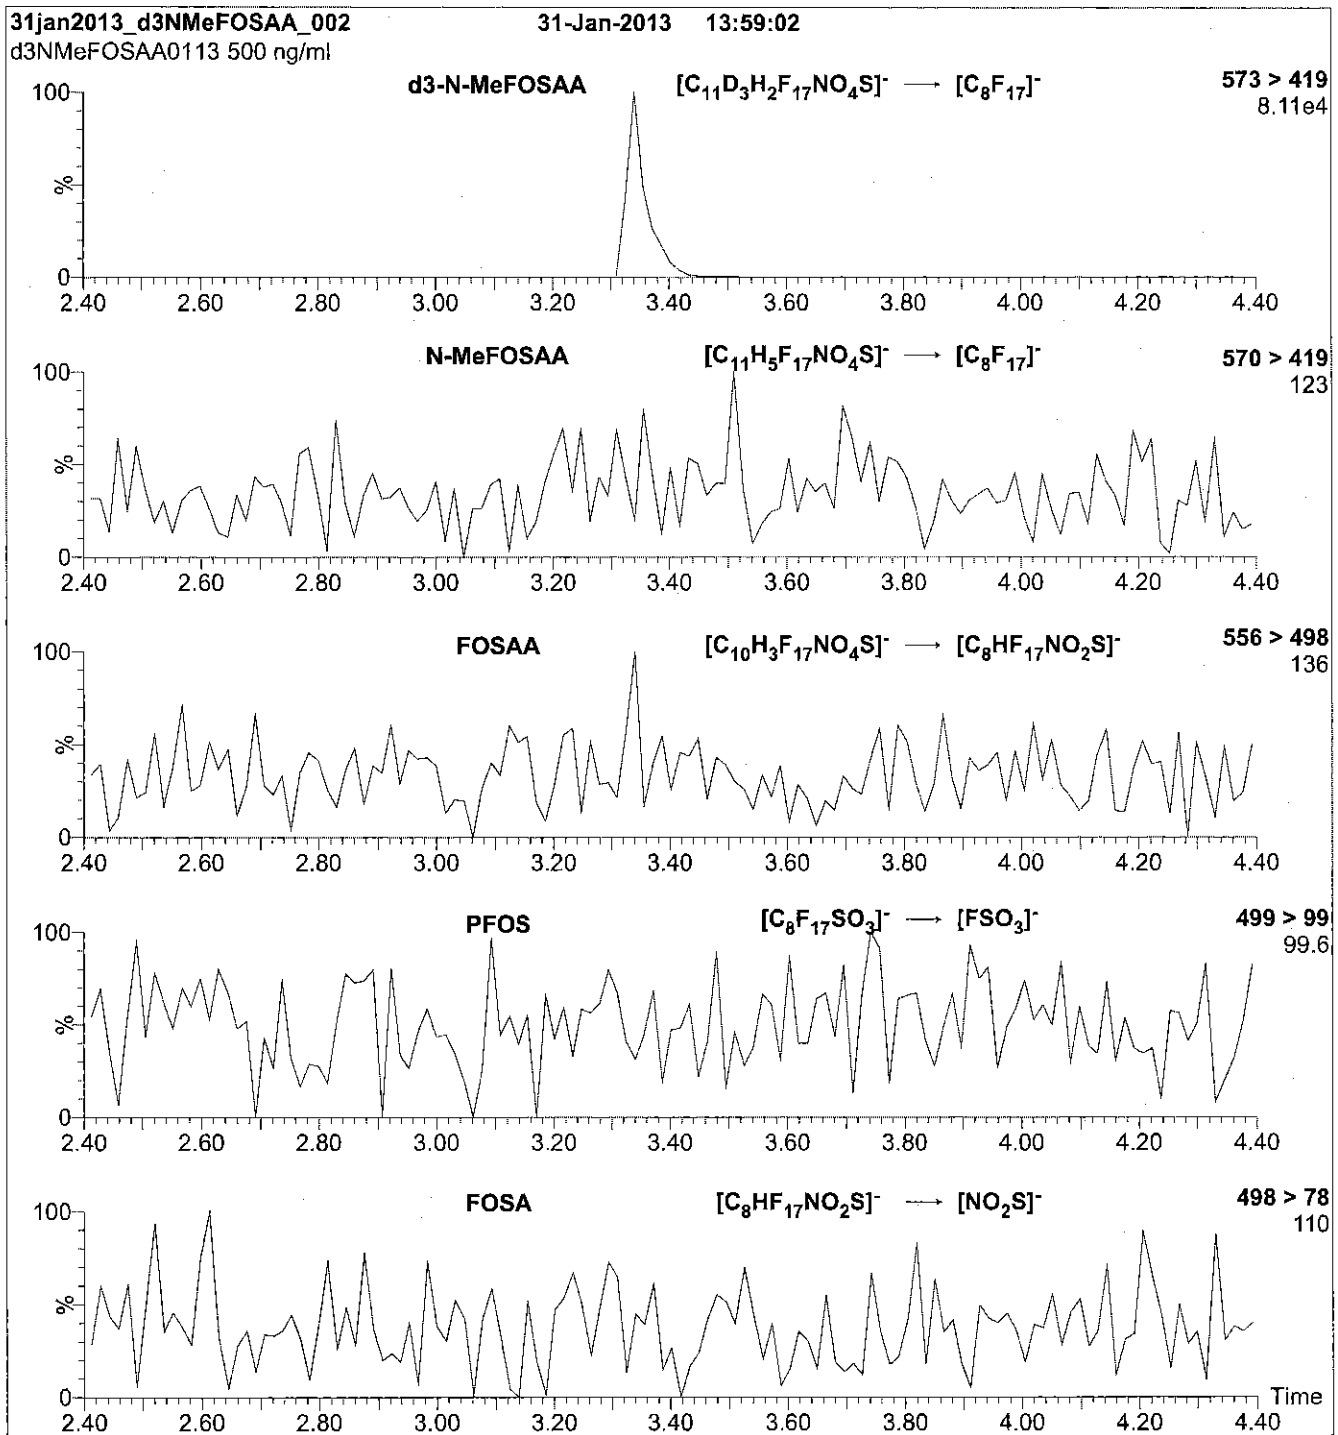 31jan2013_d3NMeFOSAA_002 31-Jan-2013 13:59:02
d3NMeFOSAA0113 500 ng/ml
d3-N-MeFOSAA [C₁₁D₃H₂F₁₇NO₄S]⁻ → [C₈F₁₇]⁻ 573 > 419
8.11e4
100
%
0
2.40 2.60 2.80 3.00 3.20 3.40 3.60 3.80 4.00 4.20 4.40
N-MeFOSAA [C₁₁H₅F₁₇NO₄S]⁻ → [C₈F₁₇]⁻ 570 > 419
123
100
%
0
2.40 2.60 2.80 3.00 3.20 3.40 3.60 3.80 4.00 4.20 4.40
FOSAA [C₁₀H₃F₁₇NO₄S]⁻ → [C₈HF₁₇NO₂S]⁻ 556 > 498
136
100
%
0
2.40 2.60 2.80 3.00 3.20 3.40 3.60 3.80 4.00 4.20 4.40
PFOS [C₈F₁₇SO₃]⁻ → [FSO₃]⁻ 499 > 99
99.6
100
%
0
2.40 2.60 2.80 3.00 3.20 3.40 3.60 3.80 4.00 4.20 4.40
FOSA [C₈HF₁₇NO₂S]⁻ → [NO₂S]⁻ 498 > 78
110
100
%
0 Time
2.40 2.60 2.80 3.00 3.20 3.40 3.60 3.80 4.00 4.20 4.40